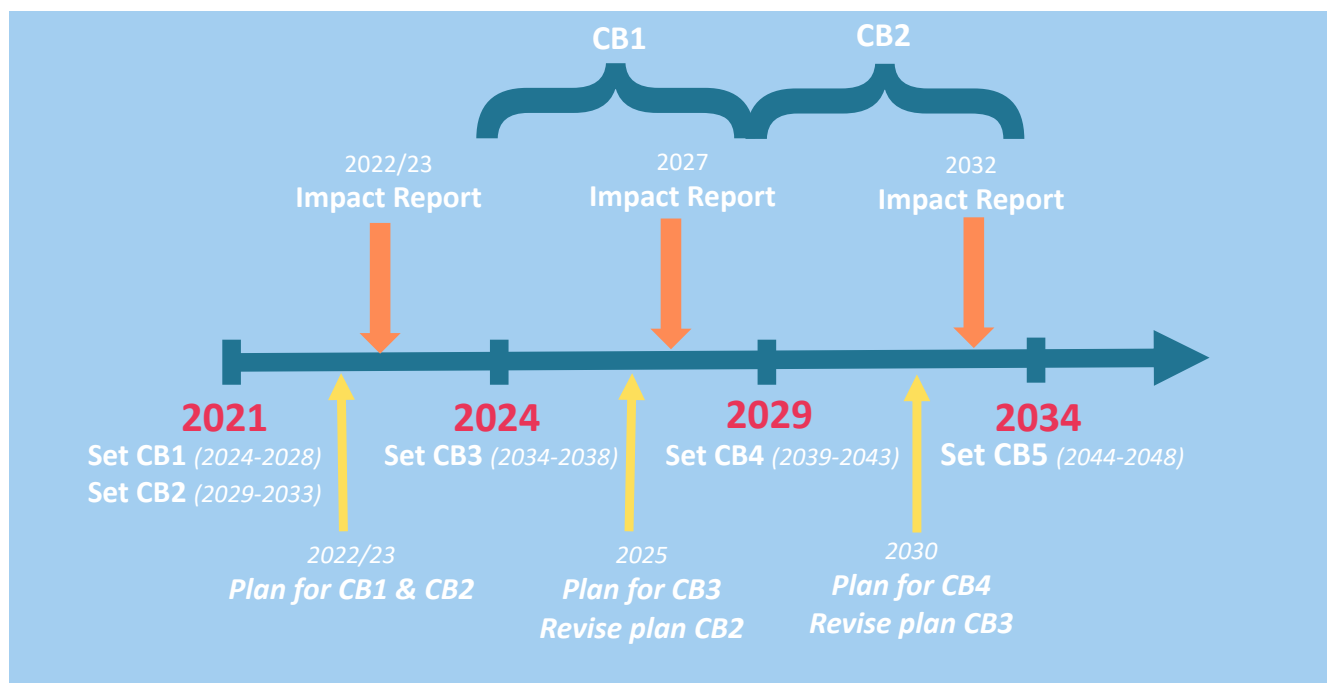 CB1
CB2
2022/23
Impact Report
2027
Impact Report
2032
Impact Report
2021
Set CB1 (2024-2028)
Set CB2 (2029-2033)
2024
Set CB3 (2034-2038)
2029
Set CB4 (2039-2043)
2034
Set CB5 (2044-2048)
2022/23
Plan for CB1 & CB2
2025
Plan for CB3
Revise plan CB2
2030
Plan for CB4
Revise plan CB3